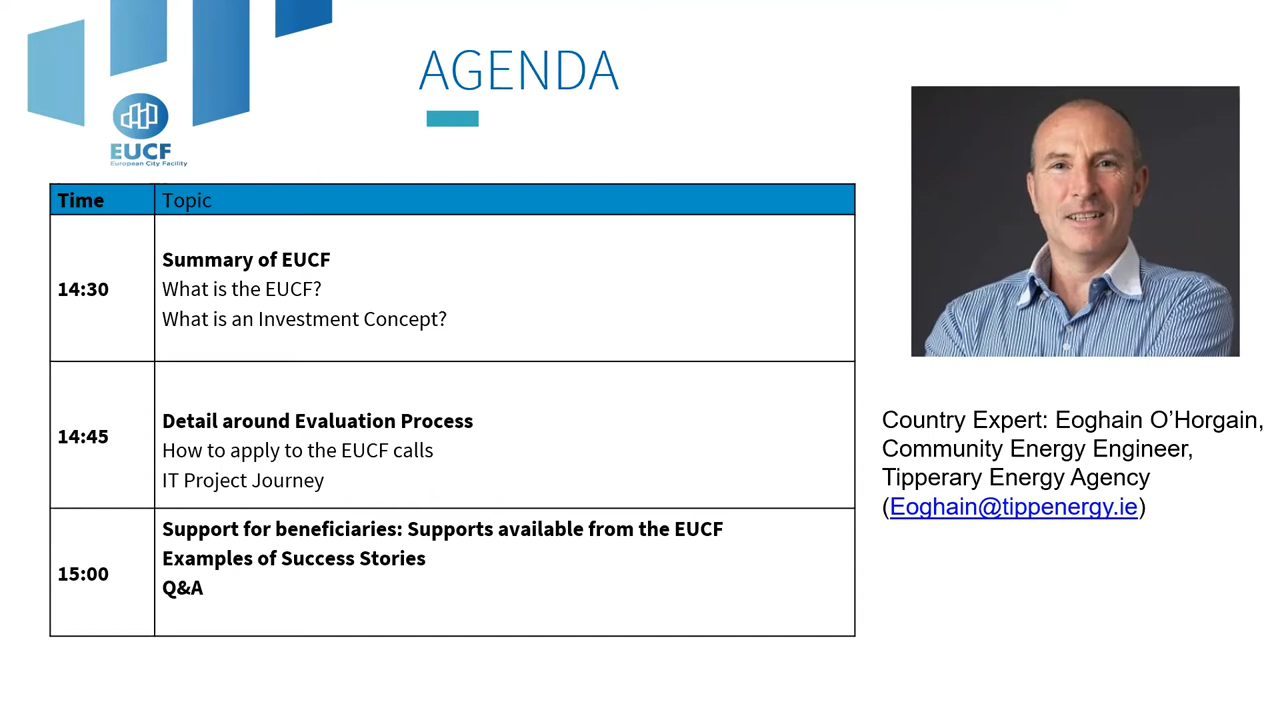 AGENDA
EUCF
European City Facility
Time Topic
14:30
Summary of EUCF
What is the EUCF?
What is an Investment Concept?
14:45
Detail around Evaluation Process
How to apply to the EUCF calls
IT Project Journey
15:00
Support for beneficiaries: Supports available from the EUCF
Examples of Success Stories
Q&A
Country Expert: Eoghain O’Horgain,
Community Energy Engineer,
Tipperary Energy Agency
(Eoghain@tippenergy.ie)